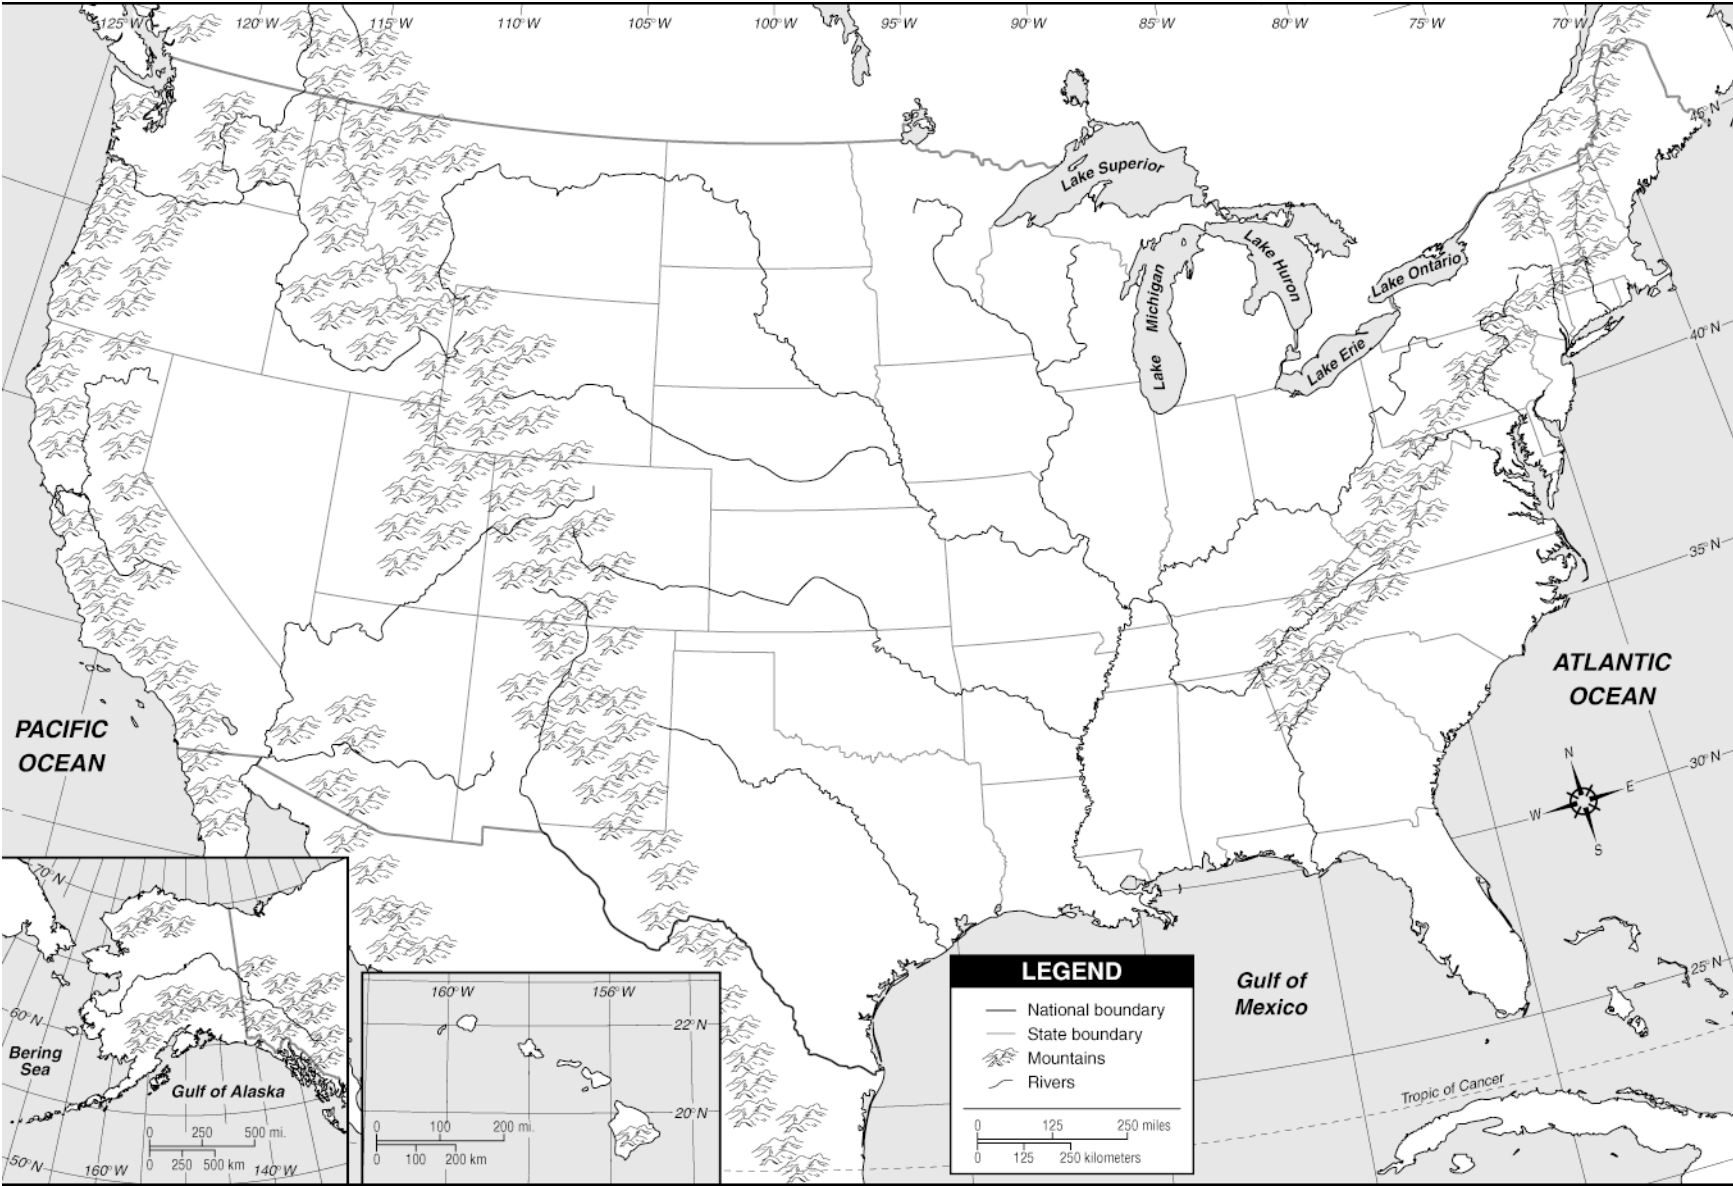 125°W 120°W 115°W 110°W 105°W 100°W 95°W 90°W 85°W 80°W 75°W 70°W
45°N
Lake Superior
Lake Huron
Lake Ontario
Lake
Michigan
Lake Erie
40°N
35°N
ATLANTIC
OCEAN
PACIFIC
OCEAN
N
W E
S
30°N
25°N
Gulf of
Mexico
Tropic of Cancer
LEGEND
National boundary
State boundary
Mountains
Rivers
0 125 250 miles
0 125 250 kilometers
70°N
60°N
Bering
Sea
Gulf of Alaska
0 250 500 mi.
0 250 500 km
50°N 160°W 140°W
160°W 156°W
22°N
20°N
0 100 200 mi.
0 100 200 km